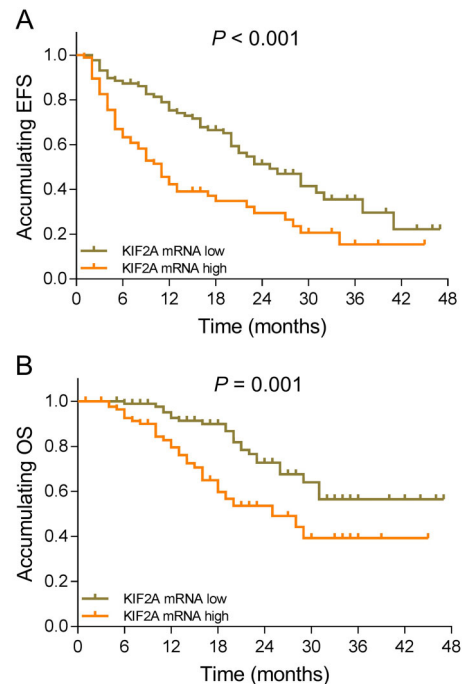 A
P < 0.001
Accumulating EFS
1.0
0.8
0.6
0.4
0.2
0.0
KIF2A mRNA low
KIF2A mRNA high
0 6 12 18 24 30 36 42 48
Time (months)
B
P = 0.001
Accumulating OS
1.0
0.8
0.6
0.4
0.2
0.0
KIF2A mRNA low
KIF2A mRNA high
0 6 12 18 24 30 36 42 48
Time (months)